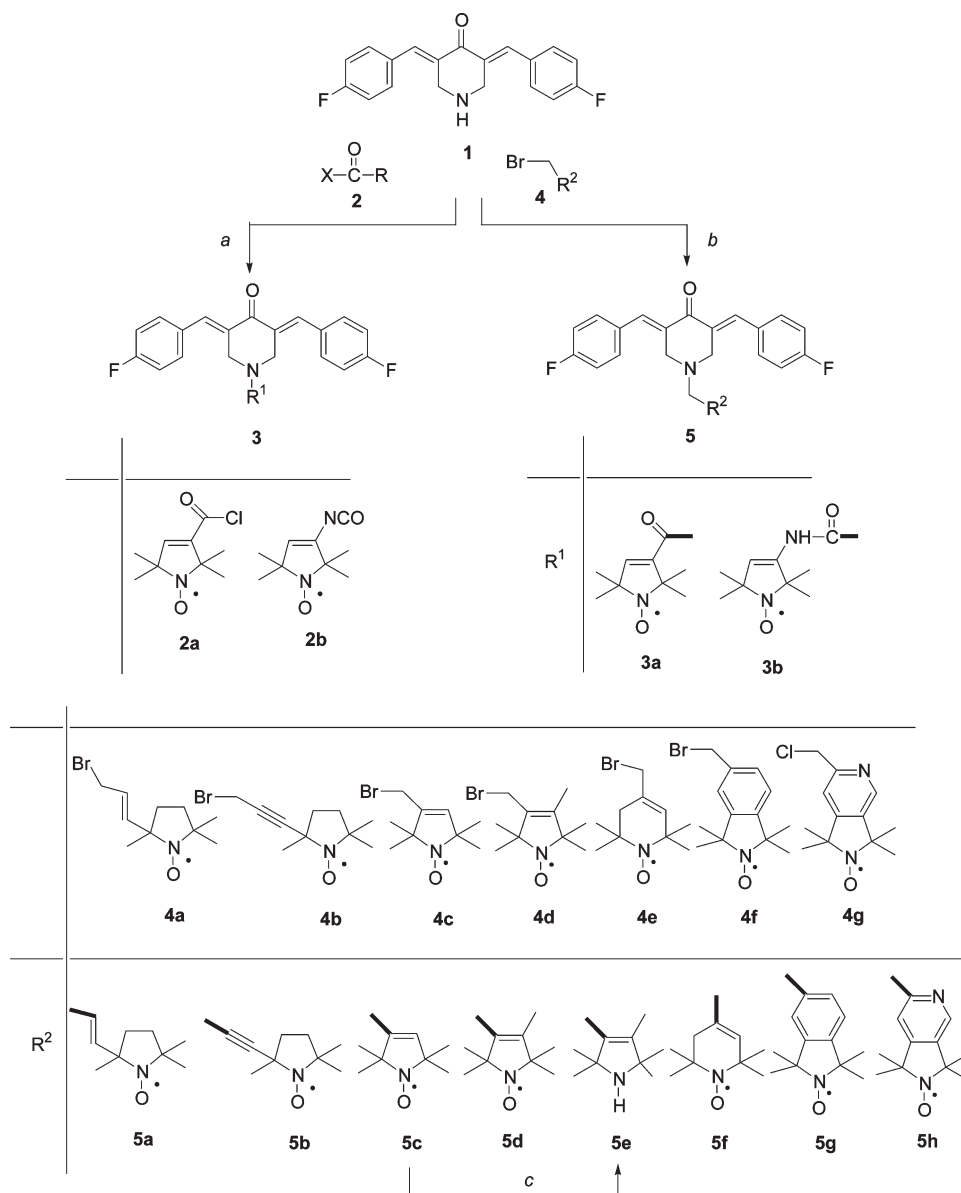 O
F
F
N
H
1
O
X—C—R
2
Br
R2
4
a
b
O
F
F
N
R1
3
O
F
F
N
R2
5
O
Cl
N
O
•
2a
NCO
N
O
•
2b
R1
O
N
O
•
3a
O
NH
C
N
O
•
3b
Br
N
O
•
4a
Br
N
O
•
4b
Br
N
O
•
4c
Br
N
O
•
4d
Br
N
O
•
4e
Br
N
O
•
4f
Cl
N
N
O
•
4g
R2
N
O
•
5a
N
O
•
5b
N
O
•
5c
N
O
•
5d
N
H
5e
N
O
•
5f
N
O
•
5g
N
N
O
•
5h
c